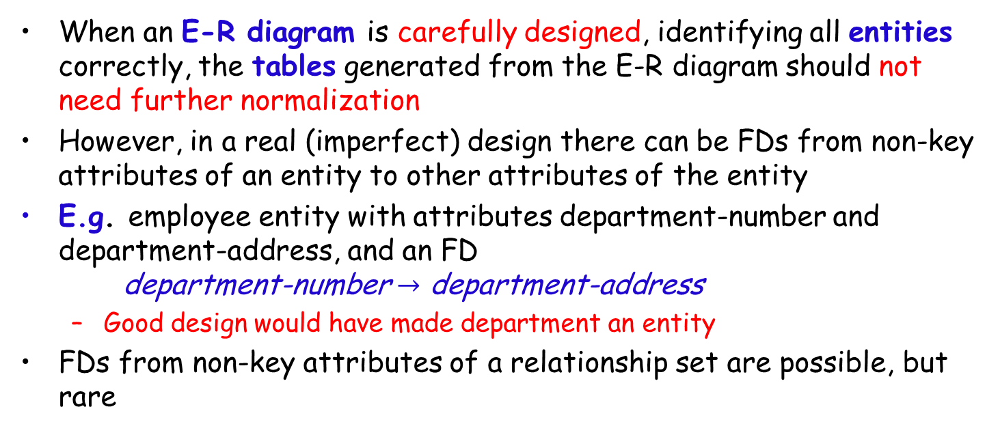 • When an E-R diagram is carefully designed, identifying all entities
correctly, the tables generated from the E-R diagram should not
need further normalization
• However, in a real (imperfect) design there can be FDs from non-key
attributes of an entity to other attributes of the entity
• E.g. employee entity with attributes department-number and
department-address, and an FD
department-number → department-address
– Good design would have made department an entity
• FDs from non-key attributes of a relationship set are possible, but
rare